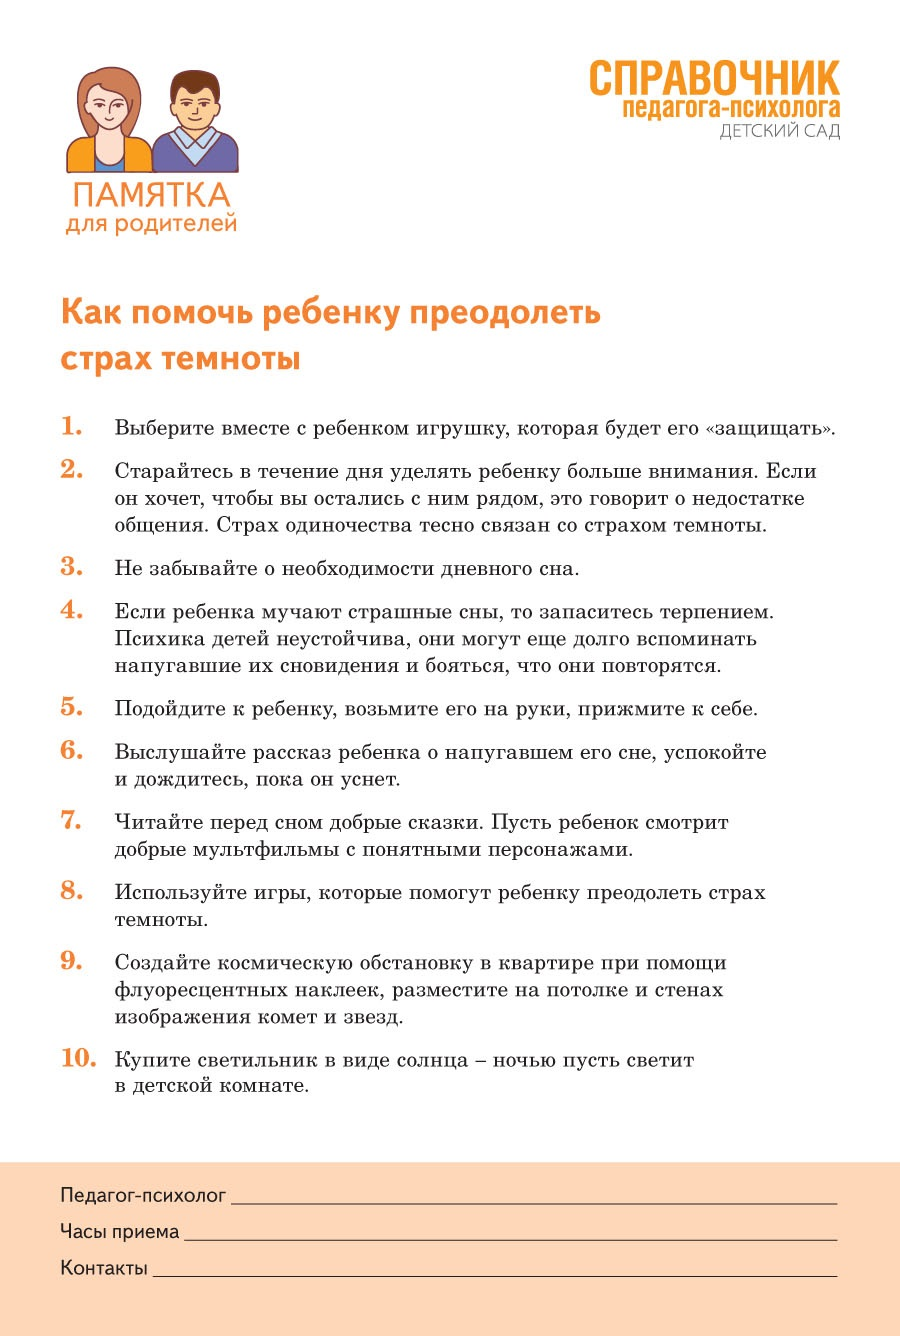 СПРАВОЧНИК
педагога-психолога
ДЕТСКИЙ САД
ПАМЯТКА
для родителей
Как помочь ребенку преодолеть
страх темноты
1. Выберите вместе с ребенком игрушку, которая будет его «защищать».
2. Старайтесь в течение дня уделять ребенку больше внимания. Если
он хочет, чтобы вы остались с ним рядом, это говорит о недостатке
общения. Страх одиночества тесно связан со страхом темноты.
3. Не забывайте о необходимости дневного сна.
4. Если ребенка мучают страшные сны, то запаситесь терпением.
Психика детей неустойчива, они могут еще долго вспоминать
напугавшие их сновидения и бояться, что они повторятся.
5. Подойдите к ребенку, возьмите его на руки, прижмите к себе.
6. Выслушайте рассказ ребенка о напугавшем его сне, успокойте
и дождитесь, пока он уснет.
7. Читайте перед сном добрые сказки. Пусть ребенок смотрит
добрые мультфильмы с понятными персонажами.
8. Используйте игры, которые помогут ребенку преодолеть страх
темноты.
9. Создайте космическую обстановку в квартире при помощи
флуоресцентных наклеек, разместите на потолке и стенах
изображения комет и звезд.
10. Купите светильник в виде солнца – ночью пусть светит
в детской комнате.
Педагог-психолог
Часы приема
Контакты